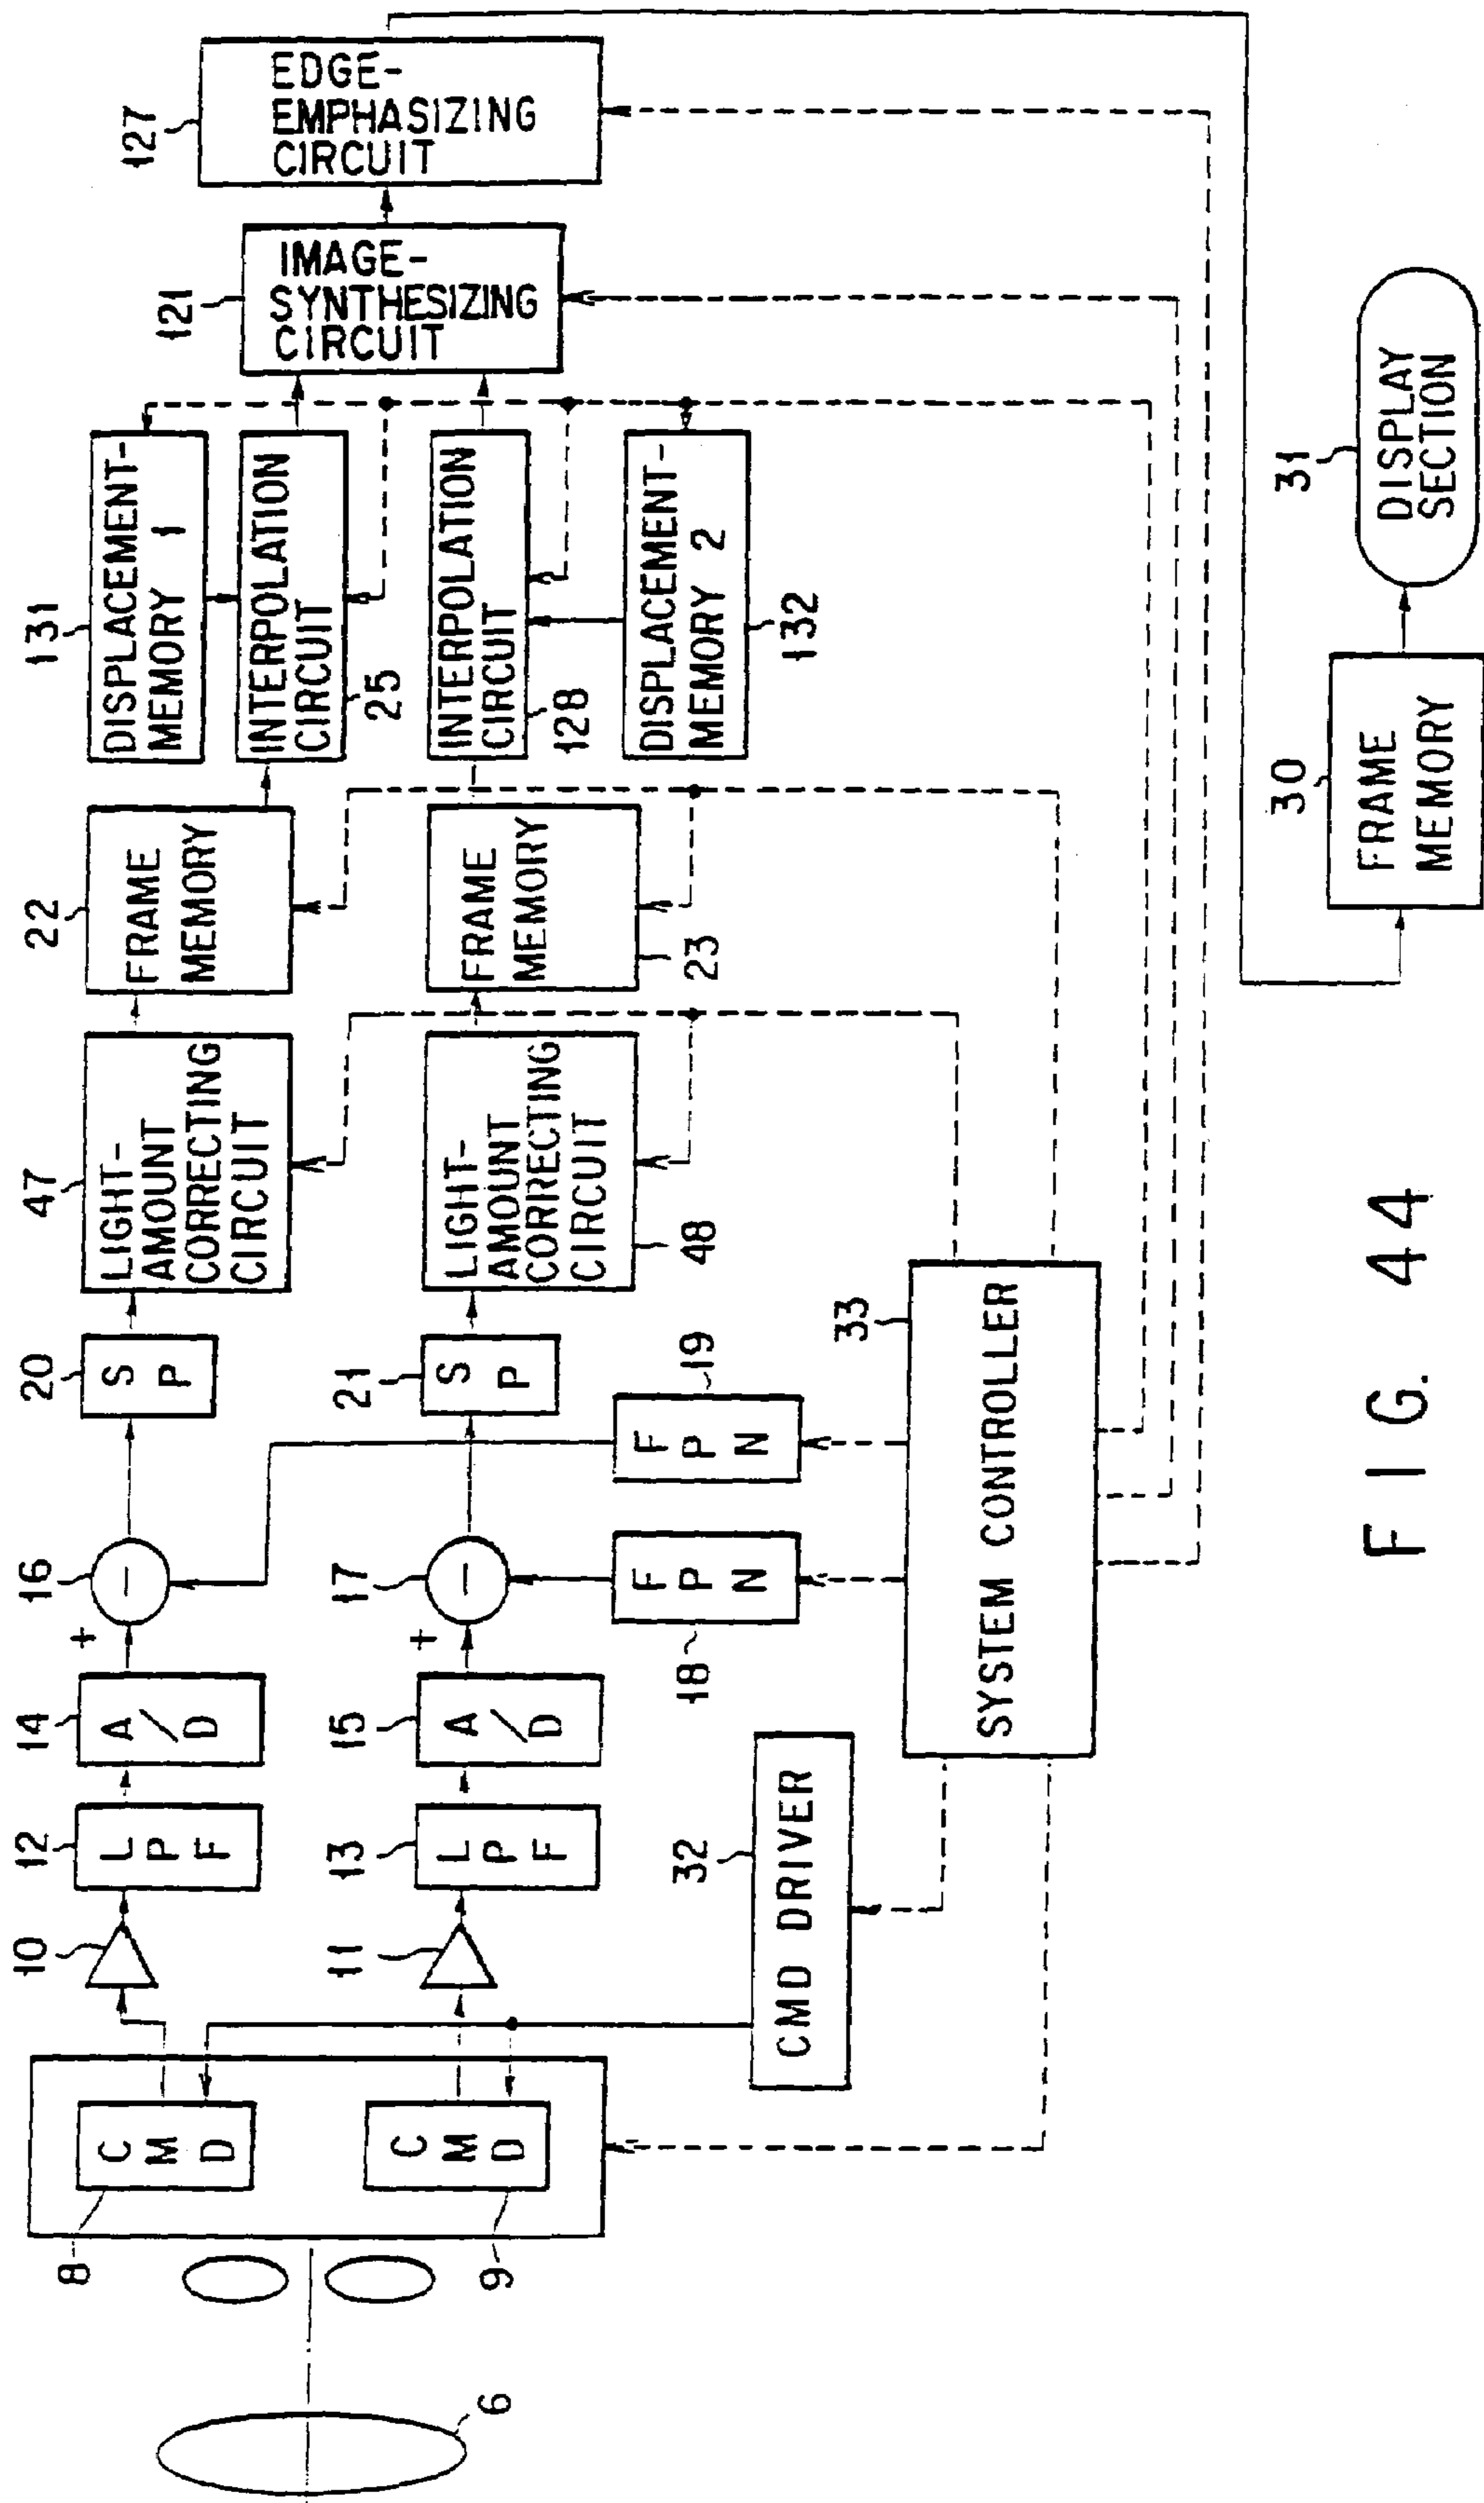 6
8
9
C
M
D
C
M
D
10
11
12
L
P
F
13
L
P
F
14
A
/
D
15
A
/
D
+
16
−
+
17
−
18
F
P
N
19
F
P
N
20
S
P
21
S
P
47
LIGHT-
AMOUNT
CORRECTING
CIRCUIT
LIGHT-
AMOUNT
CORRECTING
CIRCUIT
48
22
FRAME
MEMORY
FRAME
MEMORY
23
131
DISPLACEMENT-
MEMORY 1
INTERPOLATION
CIRCUIT
25
INTERPOLATION
CIRCUIT
128
DISPLACEMENT-
MEMORY 2
132
121
IMAGE-
SYNTHESIZING
CIRCUIT
127
EDGE-
EMPHASIZING
CIRCUIT
32
CMD DRIVER
33
SYSTEM CONTROLLER
30
FRAME
MEMORY
31
DISPLAY
SECTION
FIG. 44